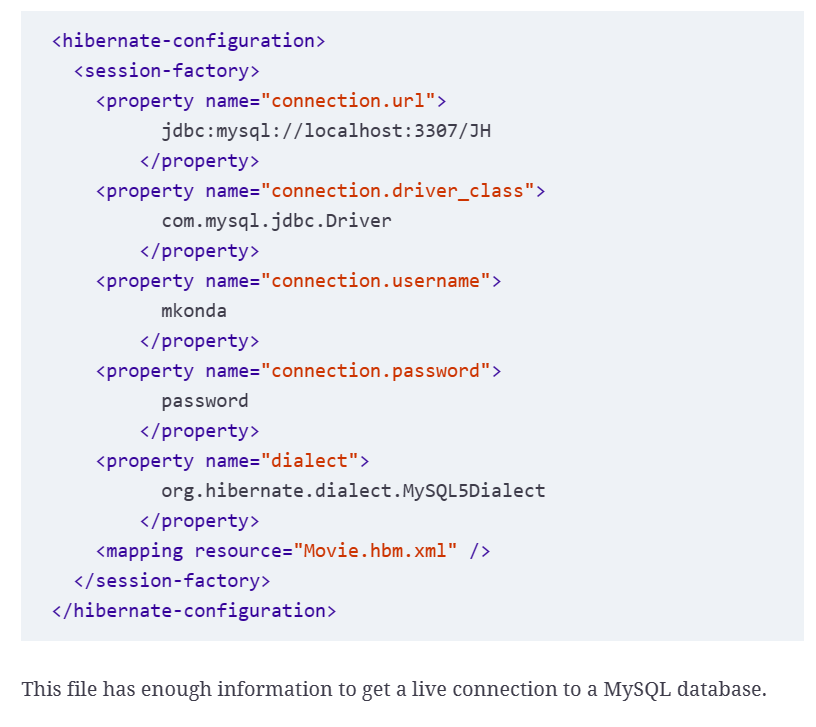 <hibernate-configuration>
<session-factory>
<property name="connection.url">
jdbc:mysql://localhost:3307/JH
</property>
<property name="connection.driver_class">
com.mysql.jdbc.Driver
</property>
<property name="connection.username">
mkonda
</property>
<property name="connection.password">
password
</property>
<property name="dialect">
org.hibernate.dialect.MySQL5Dialect
</property>
<mapping resource="Movie.hbm.xml" />
</session-factory>
</hibernate-configuration>
This file has enough information to get a live connection to a MySQL database.